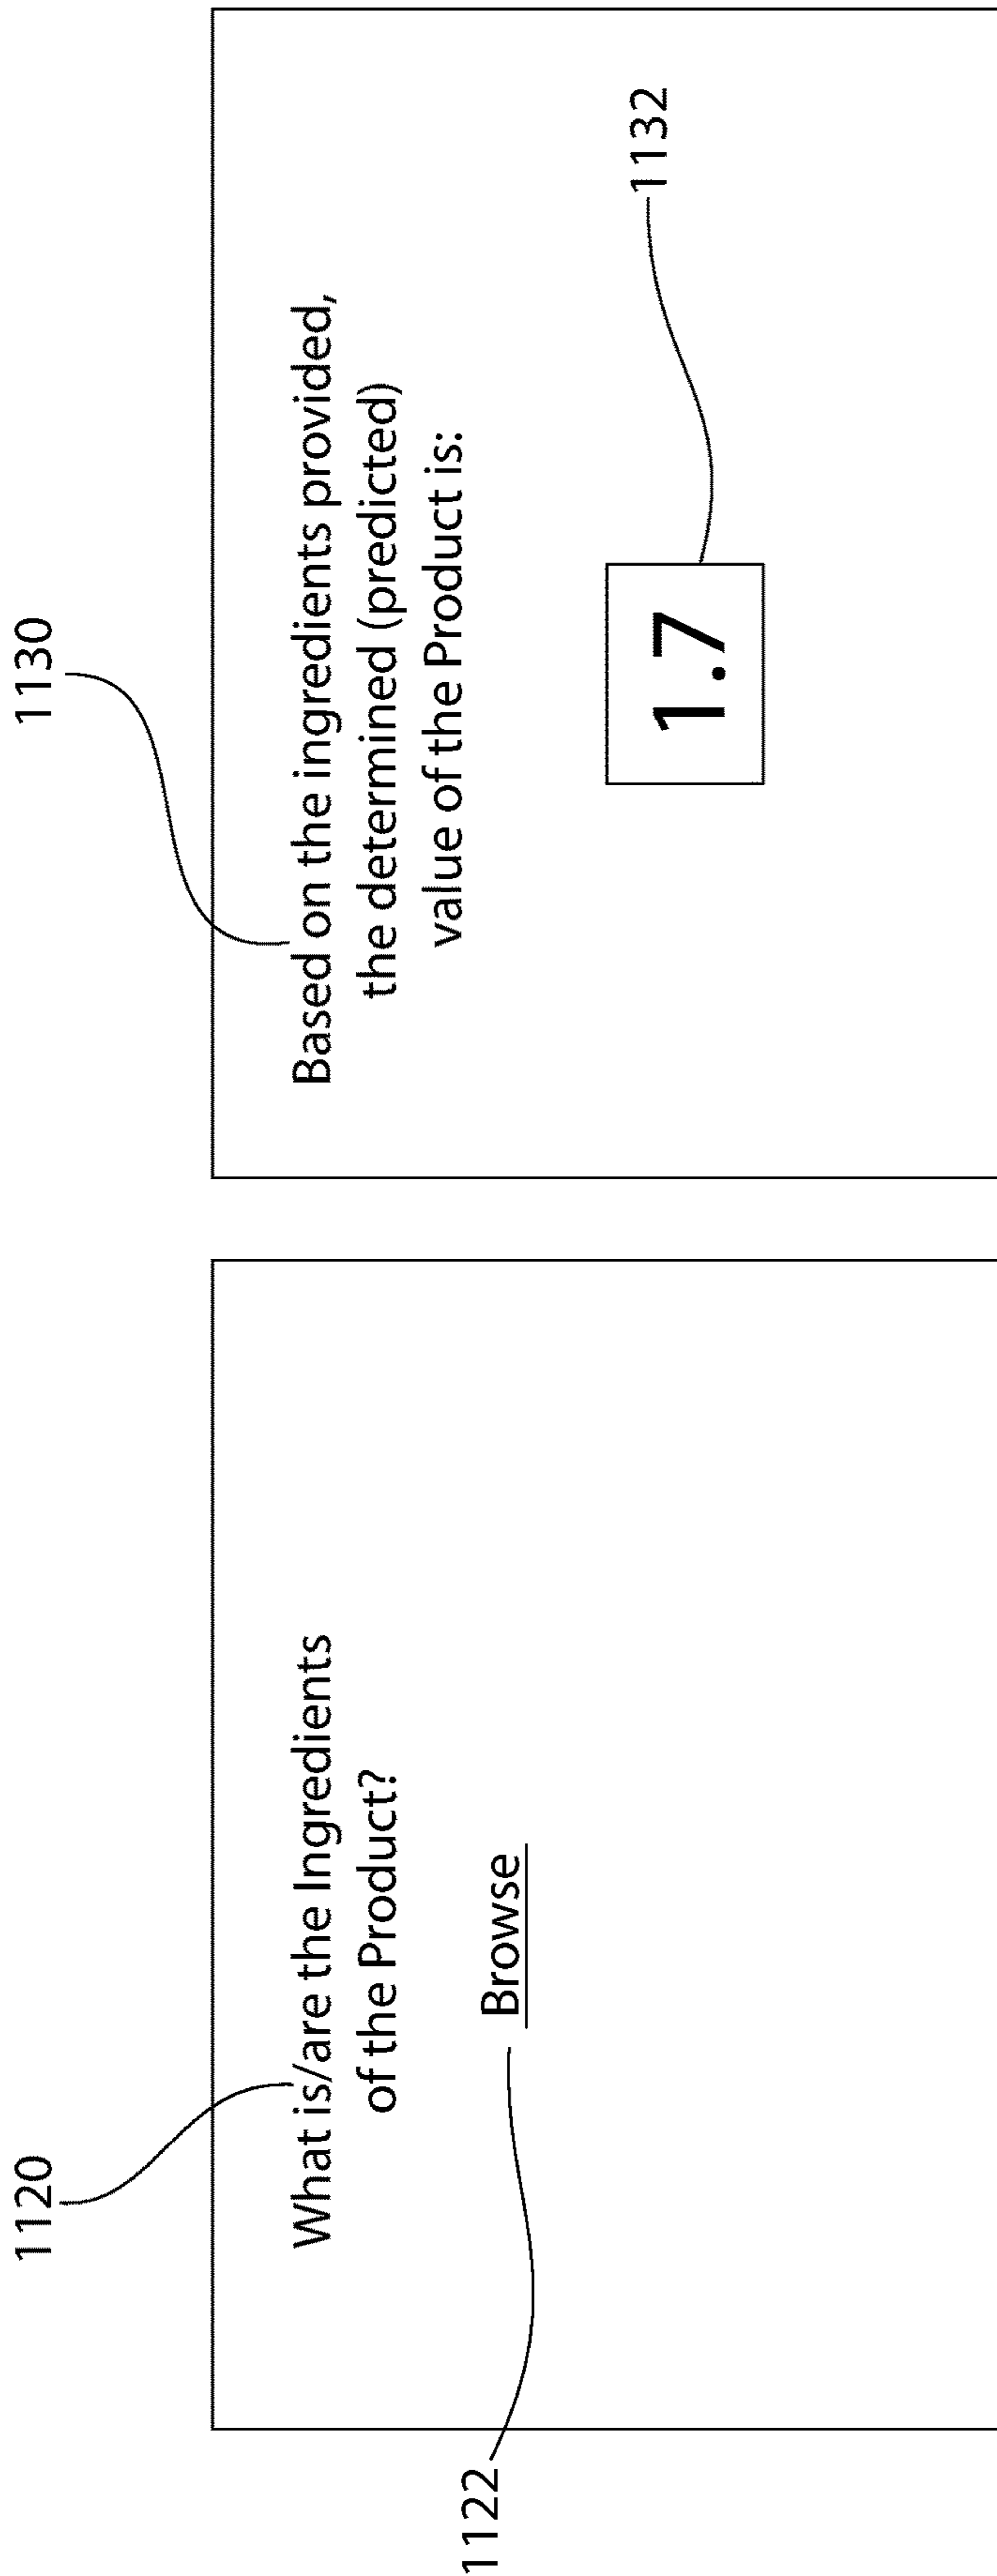 1120
What is/are the Ingredients
of the Product?
1122
Browse
1130
Based on the ingredients provided,
the determined (predicted)
value of the Product is:
1.7
1132